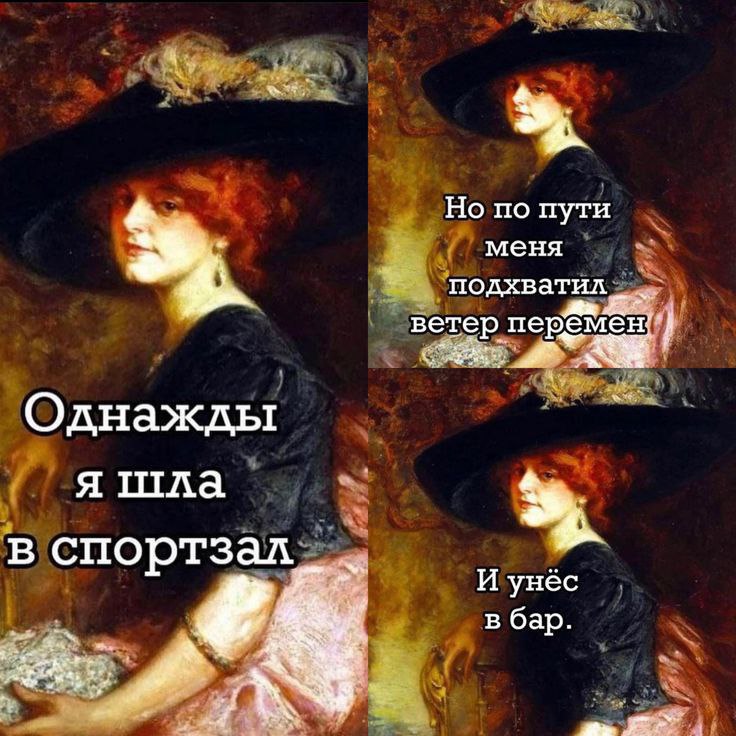 Однажды
я шла
в спортзал
Но по пути
меня
подхватил
ветер перемен
И унёс
в бар.